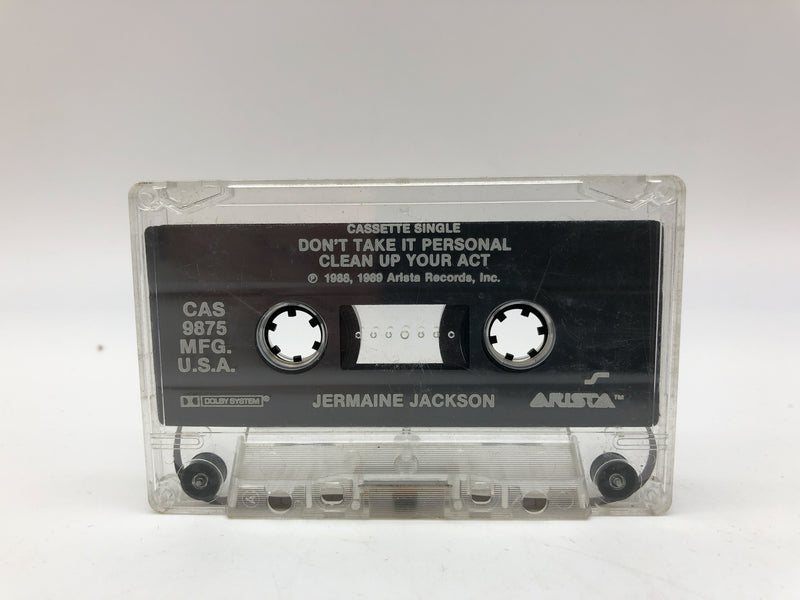 CASSETTE SINGLE
DON'T TAKE IT PERSONAL
CLEAN UP YOUR ACT
℗ 1988, 1989 Arista Records, Inc.
CAS
9875
MFG.
U.S.A.
DOLBY SYSTEM®
JERMAINE JACKSON
ARISTA™